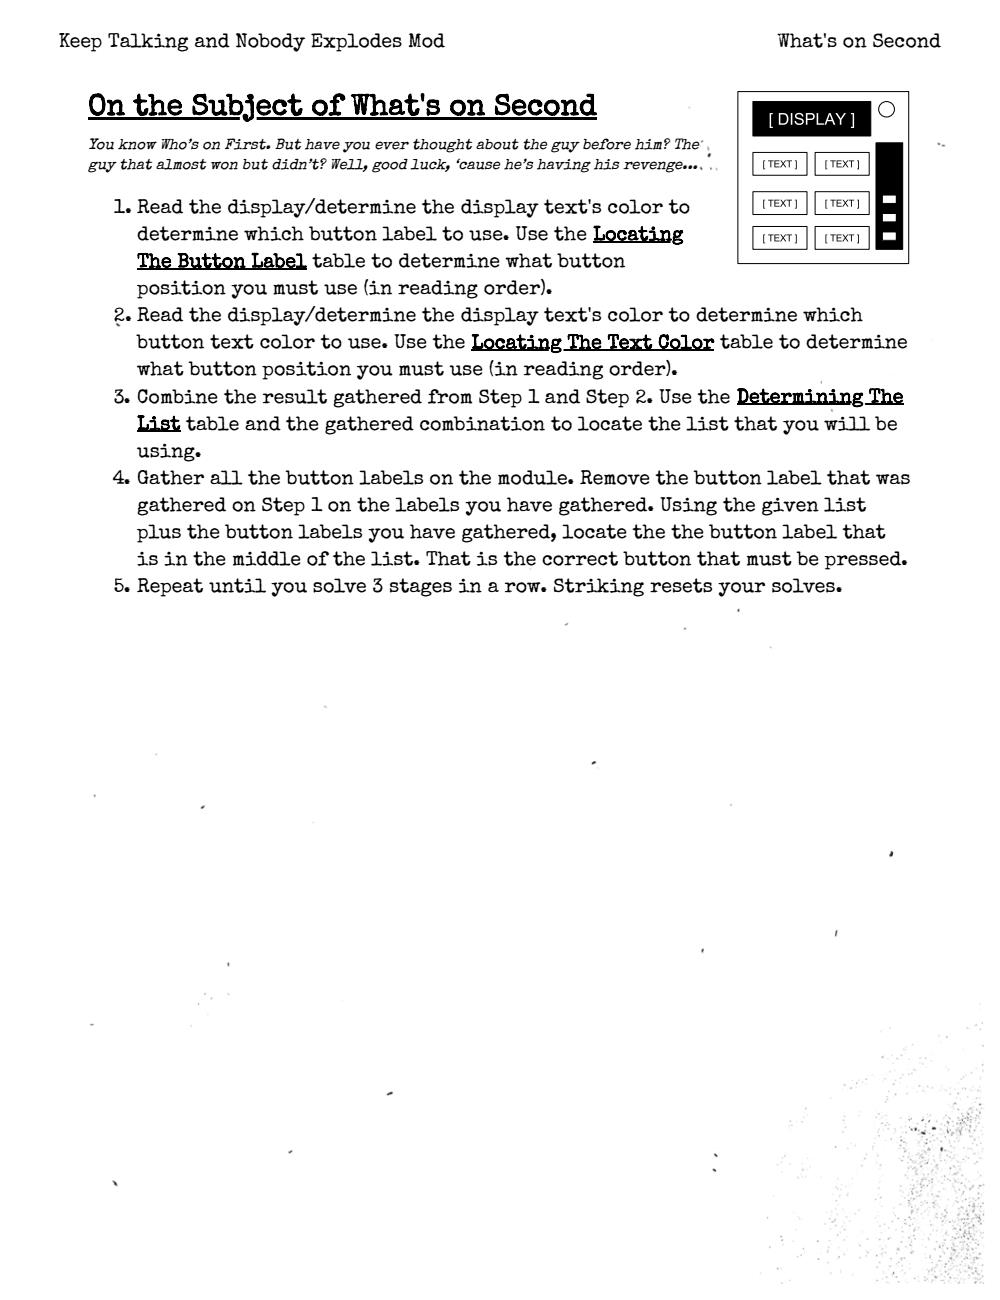 Keep Talking and Nobody Explodes Mod
What's on Second
On the Subject of What's on Second
You know Who's on First. But have you ever thought about the guy before him? The
guy that almost won but didn't? Well, good luck, ‘cause he's having his revenge...
[ DISPLAY ]
[ TEXT ] [ TEXT ]
[ TEXT ] [ TEXT ]
[ TEXT ] [ TEXT ]
1. Read the display/determine the display text's color to
determine which button label to use. Use the Locating
The Button Label table to determine what button
position you must use (in reading order).
2. Read the display/determine the display text's color to determine which
button text color to use. Use the Locating The Text Color table to determine
what button position you must use (in reading order).
3. Combine the result gathered from Step 1 and Step 2. Use the Determining The
List table and the gathered combination to locate the list that you will be
using.
4. Gather all the button labels on the module. Remove the button label that was
gathered on Step 1 on the labels you have gathered. Using the given list
plus the button labels you have gathered, locate the the button label that
is in the middle of the list. That is the correct button that must be pressed.
5. Repeat until you solve 3 stages in a row. Striking resets your solves.